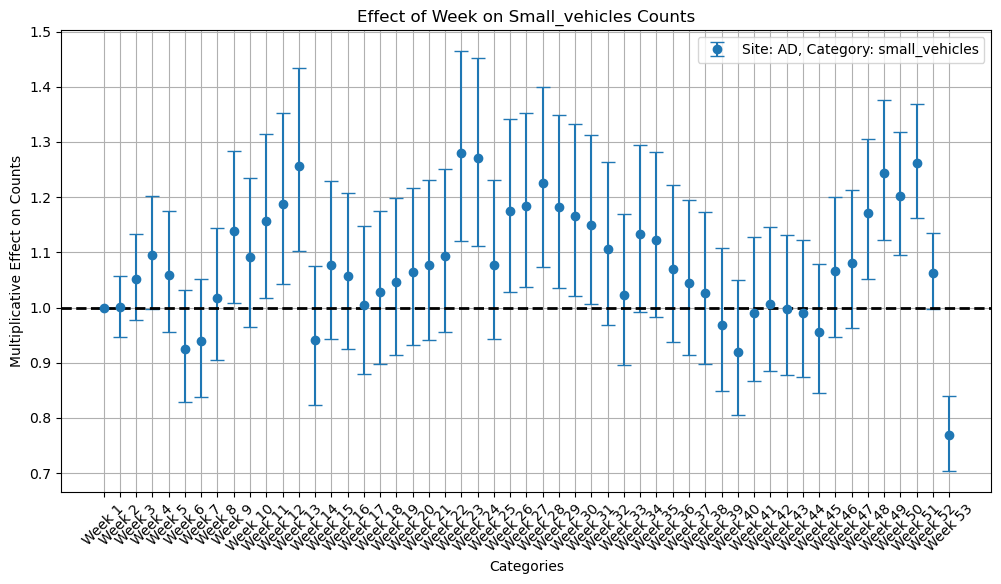 Effect of Week on Small_vehicles Counts
Site: AD, Category: small_vehicles
Multiplicative Effect on Counts
1.5
1.4
1.3
1.2
1.1
1.0
0.9
0.8
0.7
Week 1
Week 2
Week 3
Week 4
Week 5
Week 6
Week 7
Week 8
Week 9
Week 10
Week 11
Week 12
Week 13
Week 14
Week 15
Week 16
Week 17
Week 18
Week 19
Week 20
Week 21
Week 22
Week 23
Week 24
Week 25
Week 26
Week 27
Week 28
Week 29
Week 30
Week 31
Week 32
Week 33
Week 34
Week 35
Week 36
Week 37
Week 38
Week 39
Week 40
Week 41
Week 42
Week 43
Week 44
Week 45
Week 46
Week 47
Week 48
Week 49
Week 50
Week 51
Week 52
Week 53
Categories